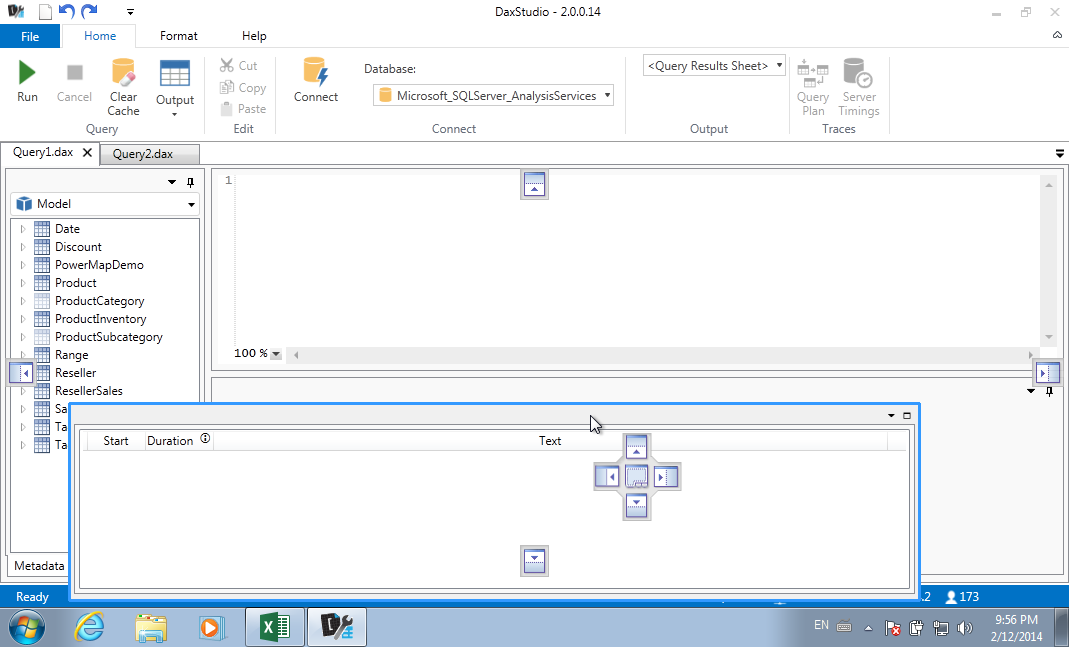 DaxStudio - 2.0.0.14
File Home Format Help
Run Cancel Clear Cache Output
Query
Cut
Copy
Paste
Edit
Connect
Database:
Microsoft_SQLServer_AnalysisServices
Connect
<Query Results Sheet>
Output
Query Plan Server Timings
Traces
Query1.dax Query2.dax
Model
Date
Discount
PowerMapDemo
Product
ProductCategory
ProductInventory
ProductSubcategory
Range
Reseller
ResellerSales
Sa
Ta
Ta
Metadata
1
100 %
Start Duration Text
Ready
.2 173
EN
9:56 PM
2/12/2014